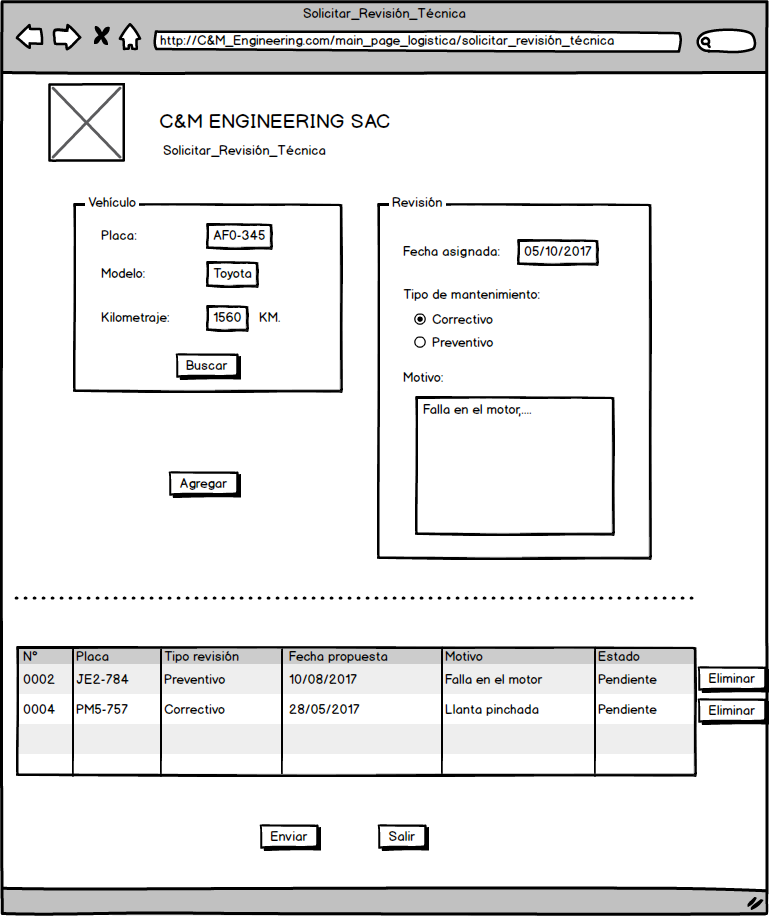 Solicitar_Revisión_Técnica
http://C&M_Engineering.com/main_page_logistica/solicitar_revisión_técnica
C&M ENGINEERING SAC
Solicitar_Revisión_Técnica
Vehículo
Placa: AF0-345
Modelo: Toyota
Kilometraje: 1560 KM.
Buscar
Agregar
Revisión
Fecha asignada: 05/10/2017
Tipo de mantenimiento:
Correctivo
Preventivo
Motivo:
Falla en el motor,....
N° Placa Tipo revisión Fecha propuesta Motivo Estado
0002 JE2-784 Preventivo 10/08/2017 Falla en el motor Pendiente Eliminar
0004 PM5-757 Correctivo 28/05/2017 Llanta pinchada Pendiente Eliminar
Enviar Salir